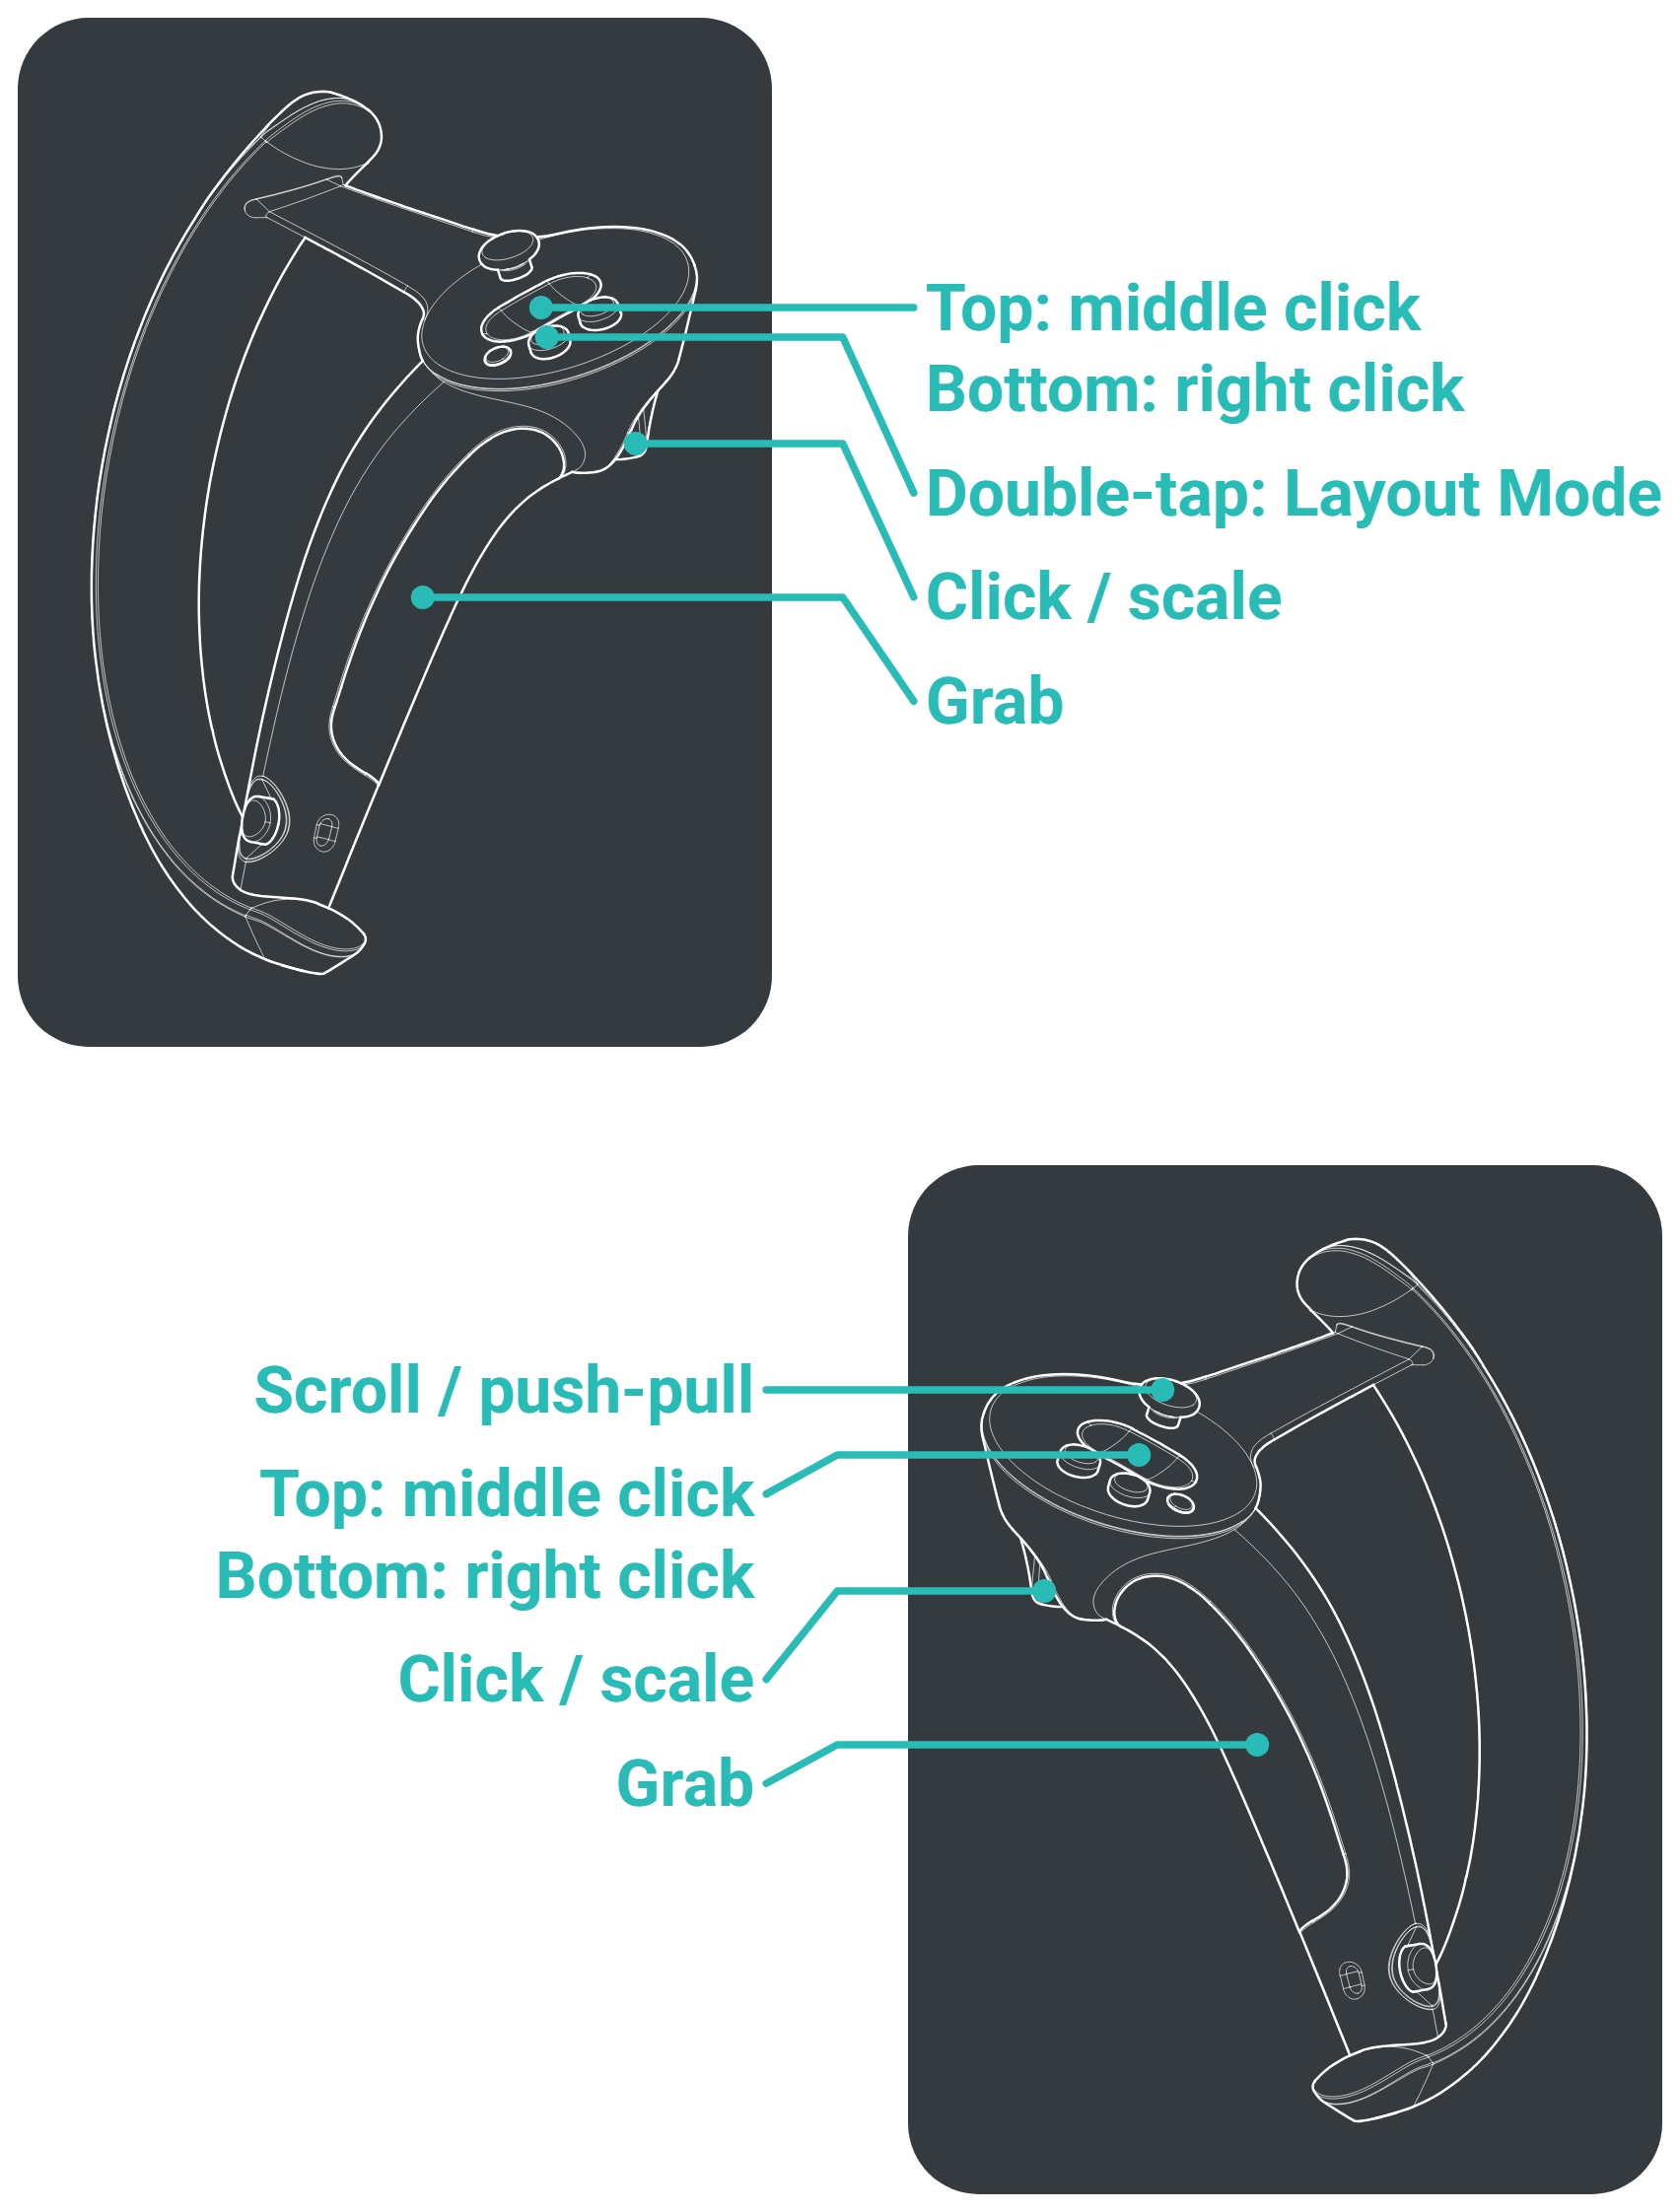 Top: middle click
Bottom: right click
Double-tap: Layout Mode
Click / scale
Grab
Scroll / push-pull
Top: middle click
Bottom: right click
Click / scale
Grab